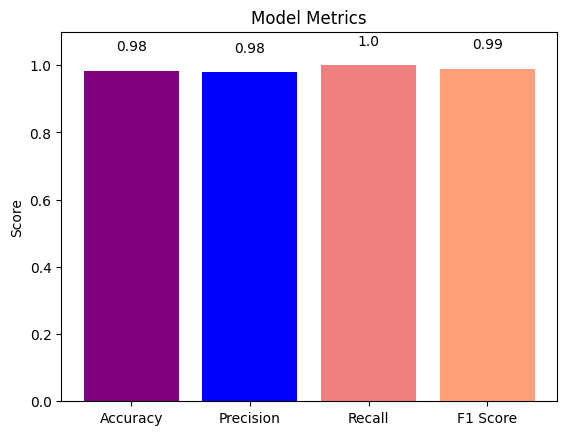 Model Metrics
0.98
0.98
1.0
0.99
1.0
0.8
0.6
0.4
0.2
0.0
Score
Accuracy
Precision
Recall
F1 Score